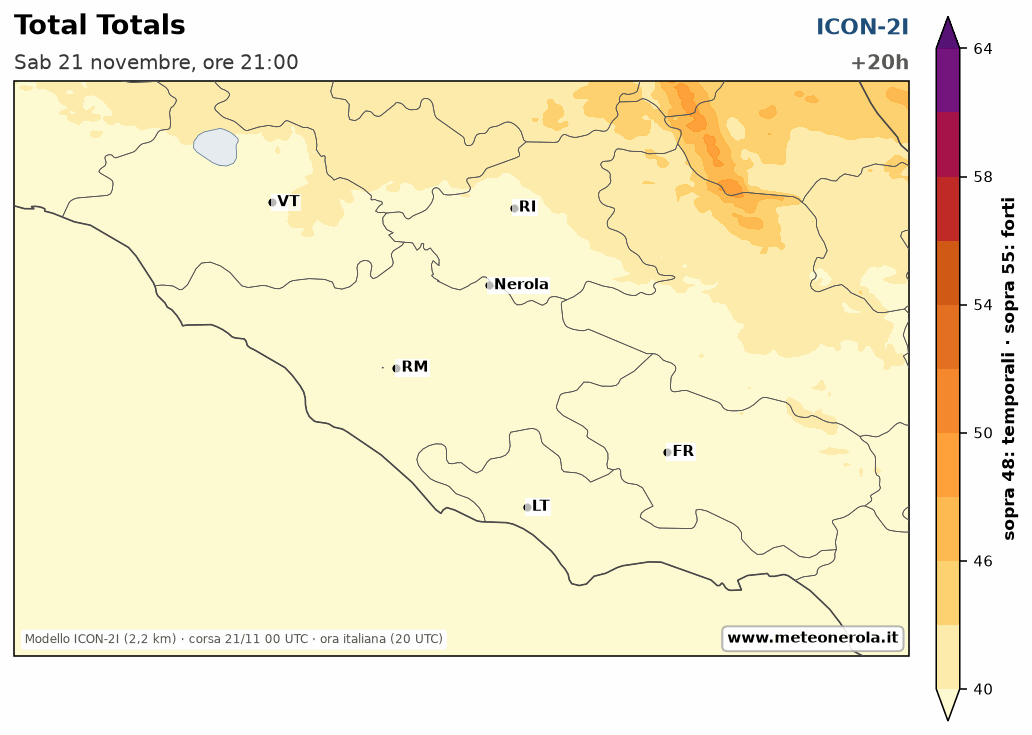 Total Totals
ICON-2I
Sab 21 novembre, ore 21:00
+20h
VT
RI
Nerola
RM
FR
LT
Modello ICON-2I (2,2 km) · corsa 21/11 00 UTC · ora italiana (20 UTC)
www.meteonerola.it
64
58
54
50
46
40
sopra 48: temporali · sopra 55: forti